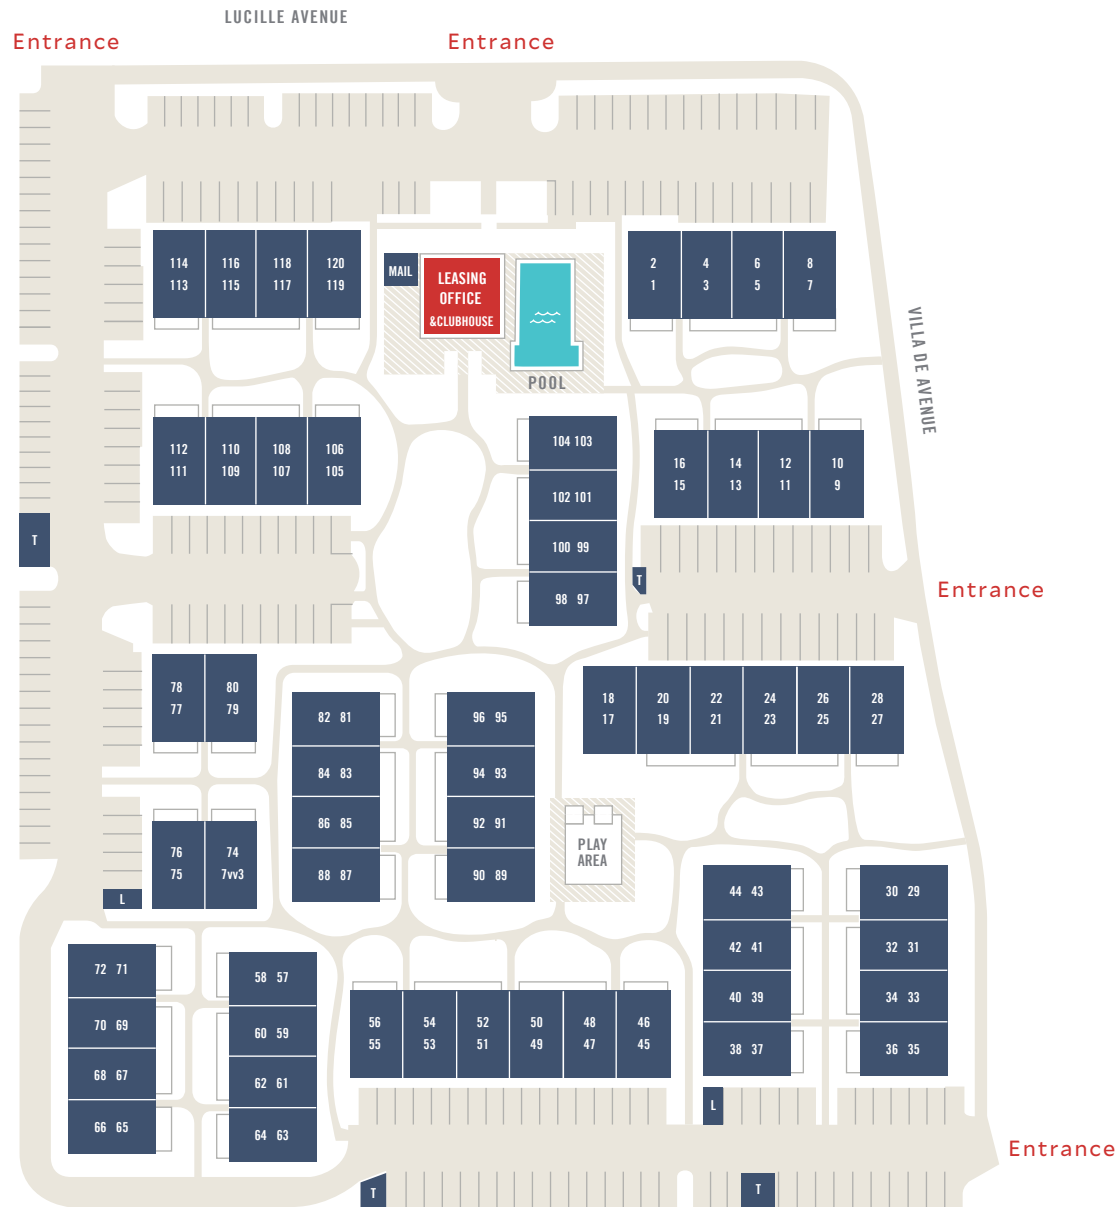 LUCILLE AVENUE
Entrance
Entrance
114 116 118 120
113 115 117 119
MAIL
LEASING
OFFICE
&CLUBHOUSE
POOL
2 4 6 8
1 3 5 7
VILLA DE AVENUE
112 110 108 106
111 109 107 105
104 103
102 101
100 99
98 97
16 14 12 10
15 13 11 9
T
T
Entrance
78 80
77 79
82 81
84 83
86 85
88 87
96 95
94 93
92 91
90 89
18 20 22 24 26 28
17 19 21 23 25 27
76 74
75 7vv3
L
PLAY
AREA
44 43
42 41
40 39
38 37
30 29
32 31
34 33
36 35
72 71
70 69
68 67
66 65
58 57
60 59
62 61
64 63
56 54 52 50 48 46
55 53 51 49 47 45
L
Entrance
T
T